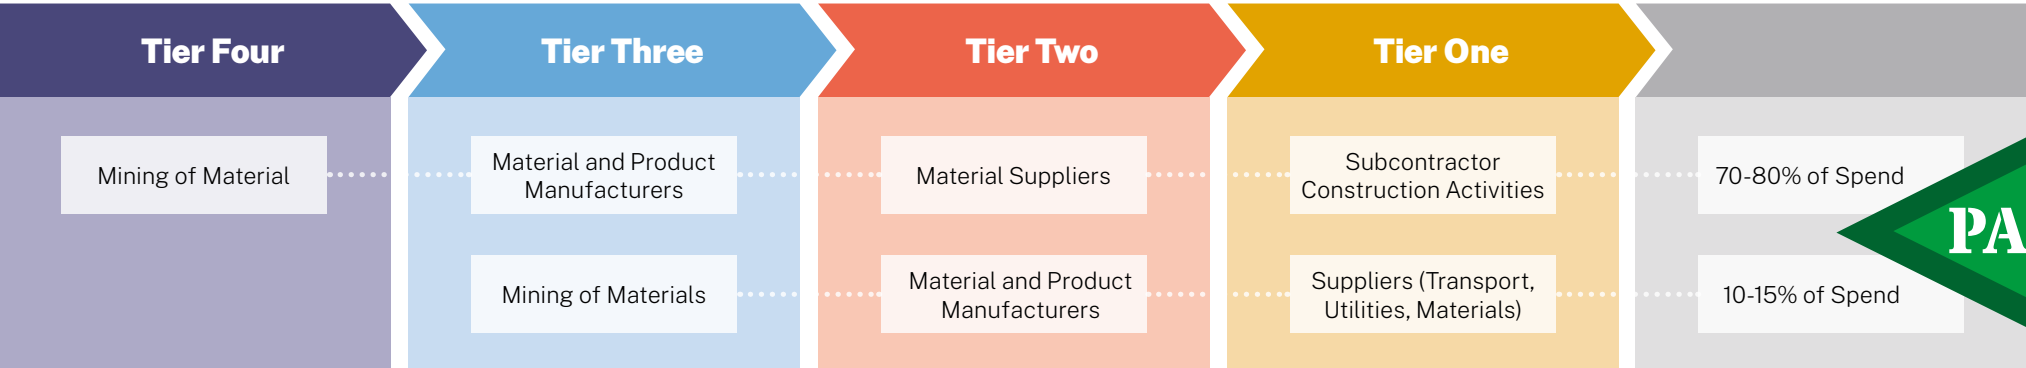 Tier Four
Tier Three
Tier Two
Tier One
Mining of Material
Material and Product
Manufacturers
Material Suppliers
Subcontractor
Construction Activities
70-80% of Spend
Mining of Materials
Material and Product
Manufacturers
Suppliers (Transport,
Utilities, Materials)
10-15% of Spend
PA